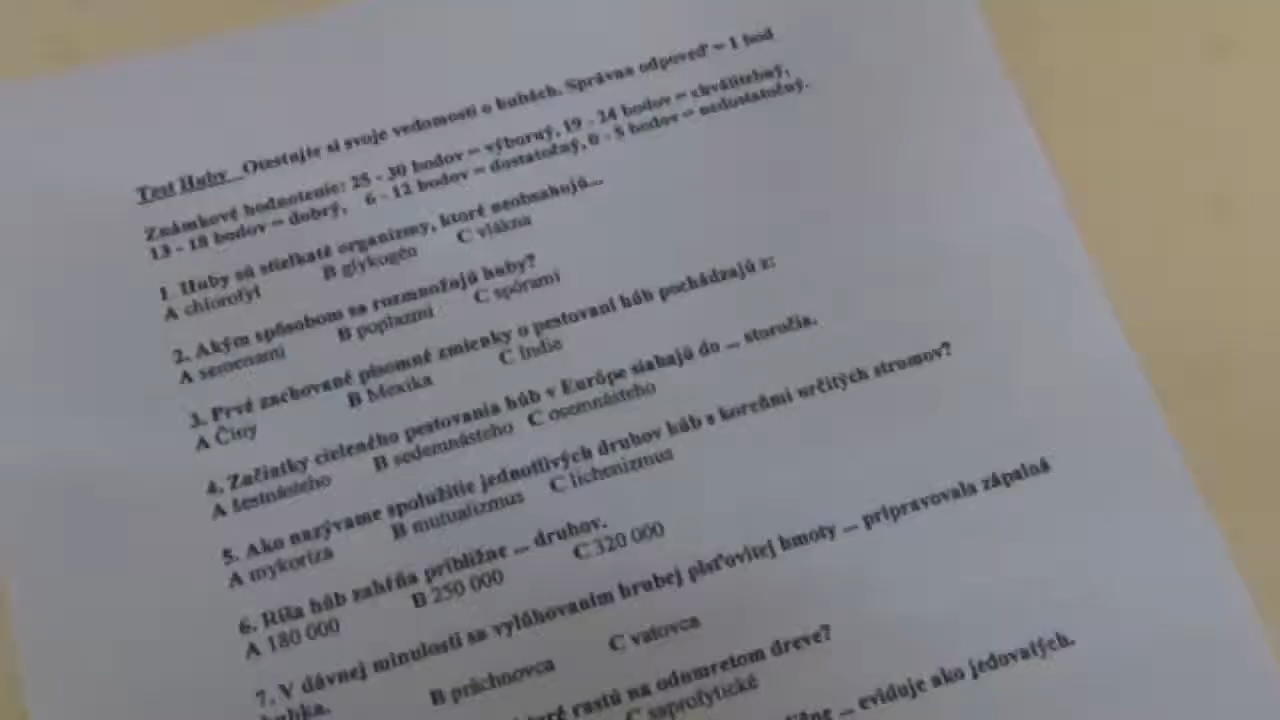 Test Huby Otestujte si svoje vedomosti o hubách. Správna odpoveď = 1 bod
Známkové hodnotenie: 25 - 30 bodov = výborný, 19 - 24 bodov = chválitebný,
13 - 18 bodov = dobrý, 6 - 12 bodov = dostatočný, 0 - 5 bodov = nedostatočný.
1. Huby sú stielkaté organizmy, ktoré neobsahujú...
A chlorofyl B glykogén C vlákna
2. Akým spôsobom sa rozmnožujú huby?
A semenami B poplazmi C spórami
3. Prvé zachované písomné zmienky o pestovaní húb pochádzajú z:
A Číny B Mexika C Indie
4. Začiatky cieleného pestovania húb v Európe siahajú do ... storočia.
A šestnásteho B sedemnásteho C osemnásteho
5. Ako nazývame spolužitie jednotlivých druhov húb s koreňmi určitých stromov?
A mykoríza B mutualizmus C lichenizmus
6. Ríša húb zahŕňa približne ... druhov.
A 180 000 B 250 000 C 320 000
7. V dávnej minulosti sa vylúhovaním hrubej plsťovitej hmoty ... pripravovala zápalná
hubka. B práchnovca C vatovca
rastú na odumretom dreve?
C saprofytické
... eviduje ako jedovatých.